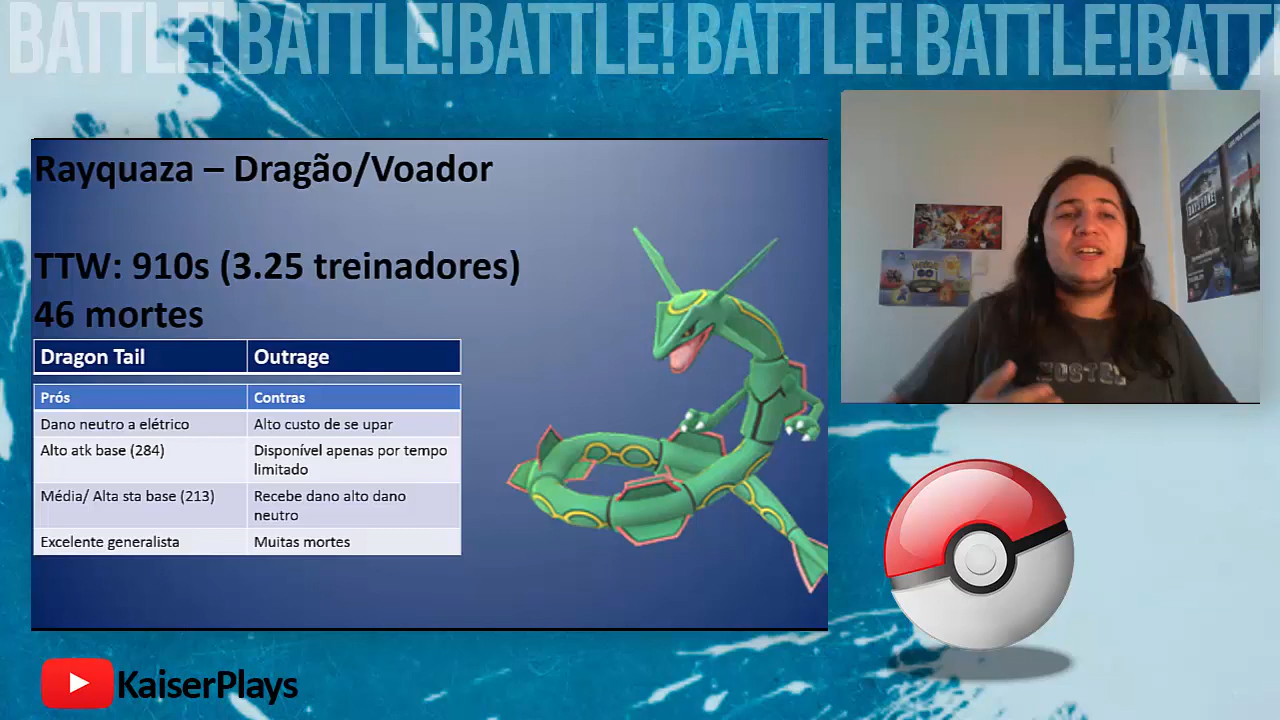 BATTLE! BATTLE! BATTLE! BATTLE! BATTLE! BATT
Rayquaza – Dragão/Voador
TTW: 910s (3.25 treinadores)
46 mortes
Dragon Tail Outrage
Prós Contras
Dano neutro a elétrico Alto custo de se upar
Alto atk base (284) Disponível apenas por tempo
limitado
Média/ Alta sta base (213) Recebe dano alto dano
neutro
Excelente generalista Muitas mortes
HOSTEL
KaiserPlays